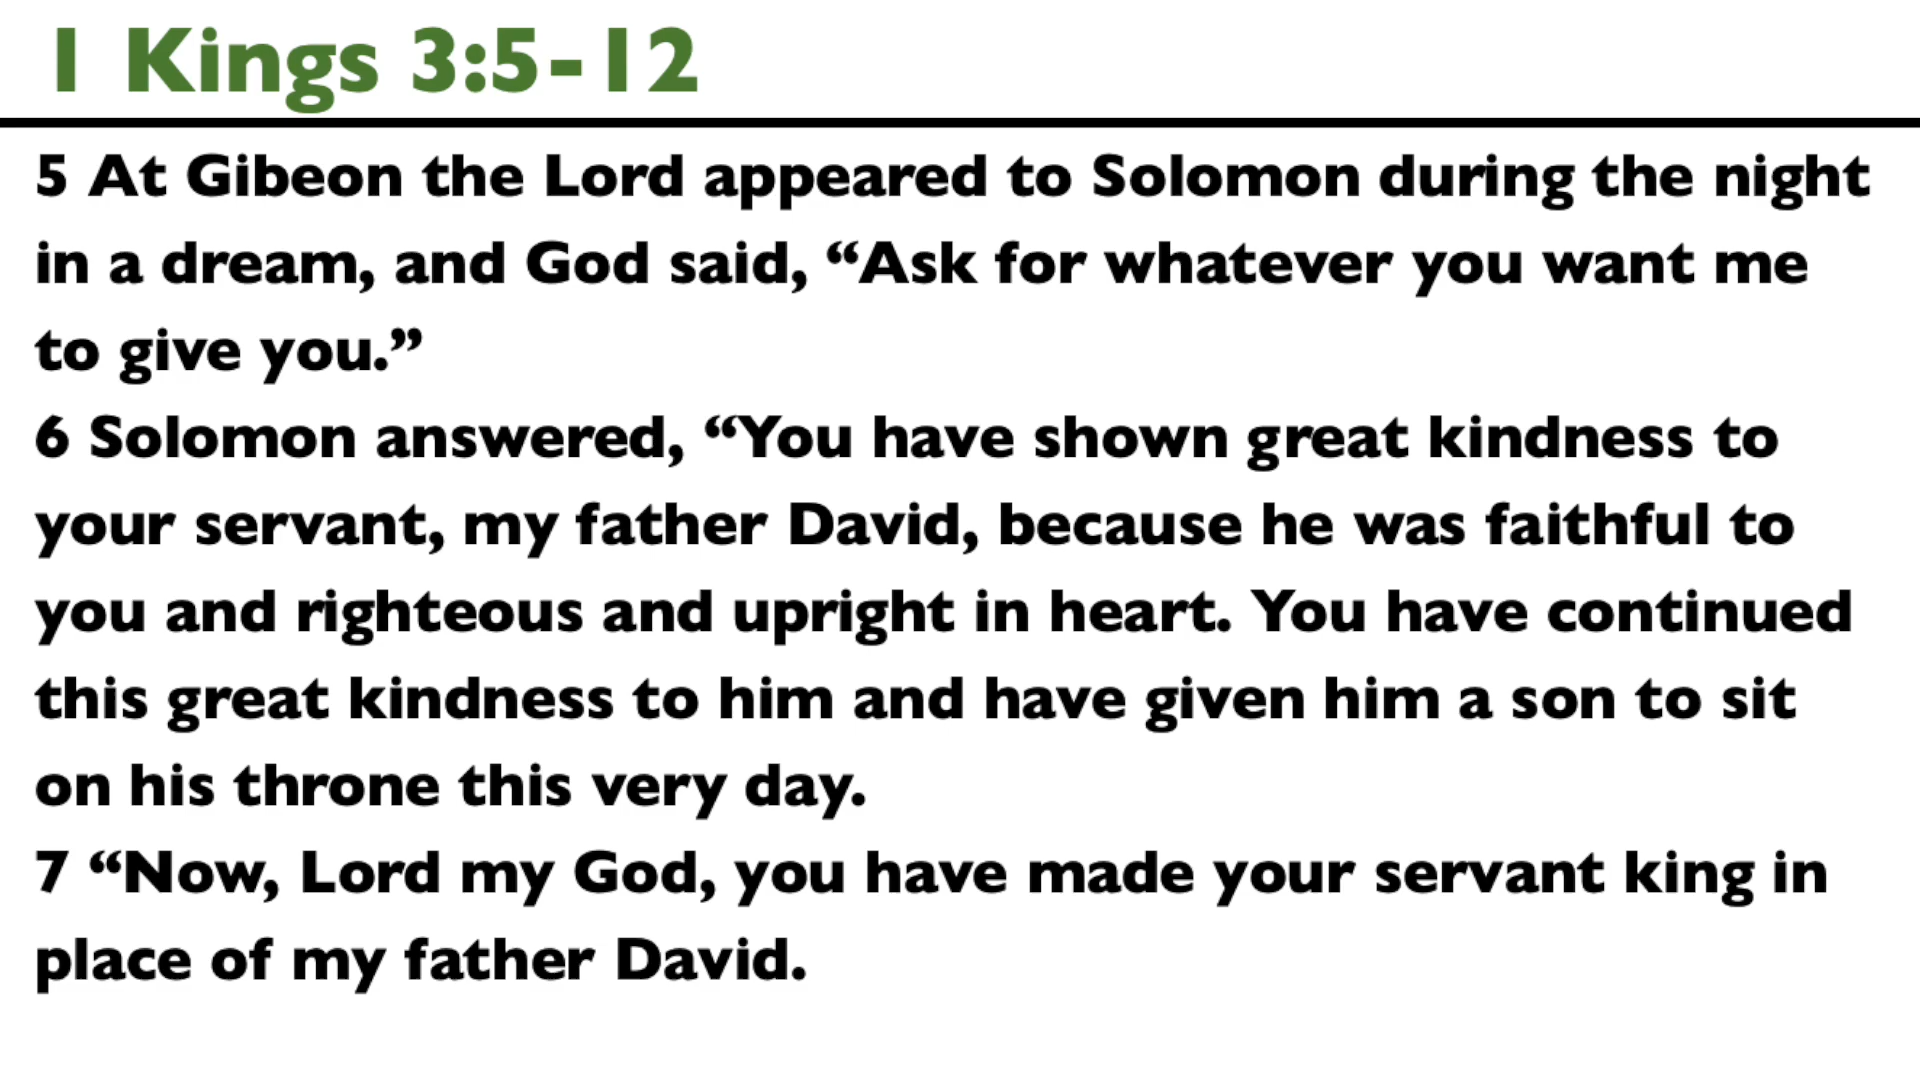 1 Kings 3:5-12
5 At Gibeon the Lord appeared to Solomon during the night
in a dream, and God said, “Ask for whatever you want me
to give you.”
6 Solomon answered, “You have shown great kindness to
your servant, my father David, because he was faithful to
you and righteous and upright in heart. You have continued
this great kindness to him and have given him a son to sit
on his throne this very day.
7 “Now, Lord my God, you have made your servant king in
place of my father David.